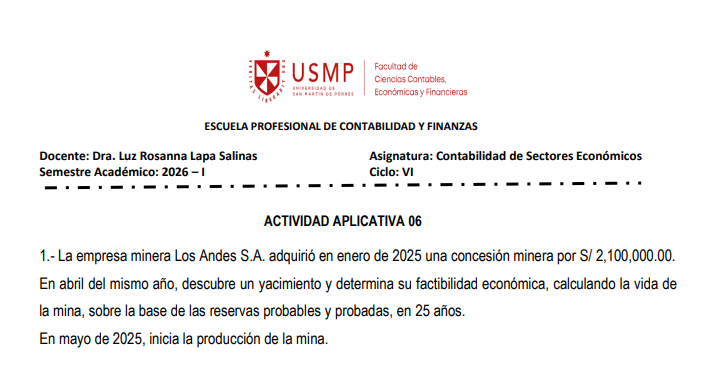 USMP
UNIVERSIDAD DE
SAN MARTÍN DE PORRES
Facultad de
Ciencias Contables,
Económicas y Financieras
ESCUELA PROFESIONAL DE CONTABILIDAD Y FINANZAS
Docente: Dra. Luz Rosanna Lapa Salinas Asignatura: Contabilidad de Sectores Económicos
Semestre Académico: 2026 – I Ciclo: VI
ACTIVIDAD APLICATIVA 06
1.- La empresa minera Los Andes S.A. adquirió en enero de 2025 una concesión minera por S/ 2,100,000.00.
En abril del mismo año, descubre un yacimiento y determina su factibilidad económica, calculando la vida de
la mina, sobre la base de las reservas probables y probadas, en 25 años.
En mayo de 2025, inicia la producción de la mina.